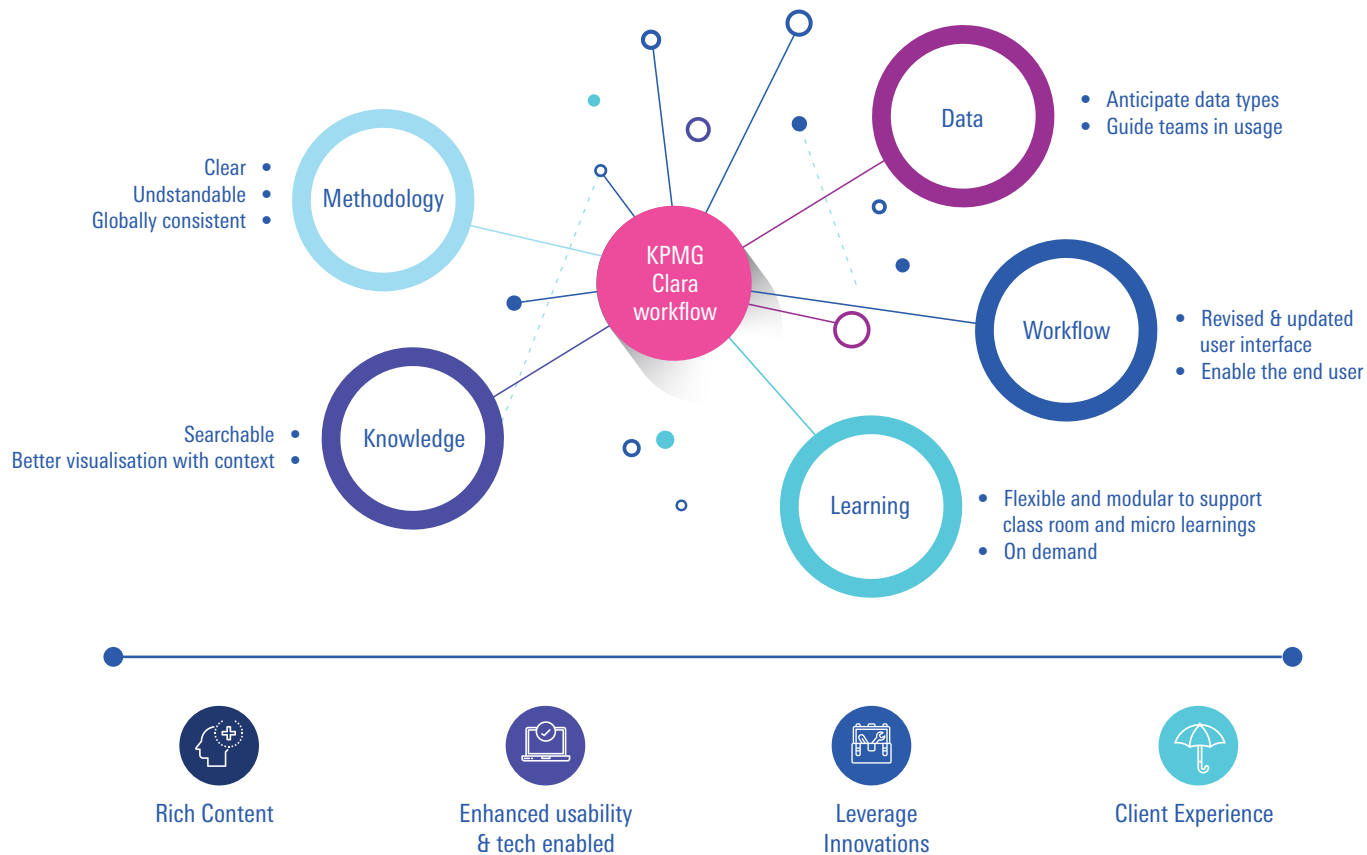 KPMG
Clara
workflow
Methodology
Clear •
Undstandable •
Globally consistent •
Data
• Anticipate data types
• Guide teams in usage
Workflow
• Revised & updated
user interface
• Enable the end user
Knowledge
Searchable •
Better visualisation with context •
Learning
• Flexible and modular to support
class room and micro learnings
• On demand
Rich Content
Enhanced usability
& tech enabled
Leverage
Innovations
Client Experience